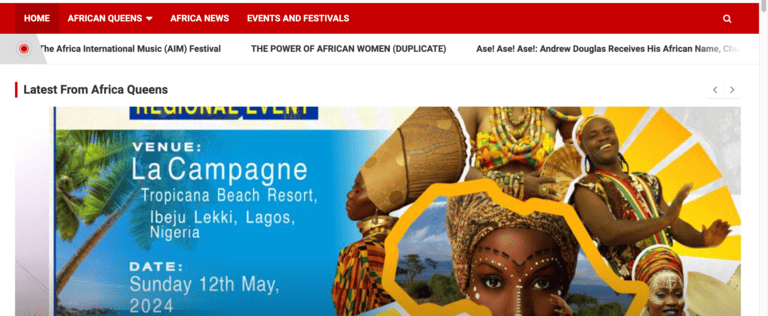 HOME AFRICAN QUEENS AFRICA NEWS EVENTS AND FESTIVALS
The Africa International Music (AIM) Festival THE POWER OF AFRICAN WOMEN (DUPLICATE) Ase! Ase! Ase!: Andrew Douglas Receives His African Name,
Latest From Africa Queens
REGIONAL EVENT
VENUE:
La Campagne
Tropicana Beach Resort,
Ibeju Lekki, Lagos,
Nigeria
DATE:
Sunday 12th May,
2024